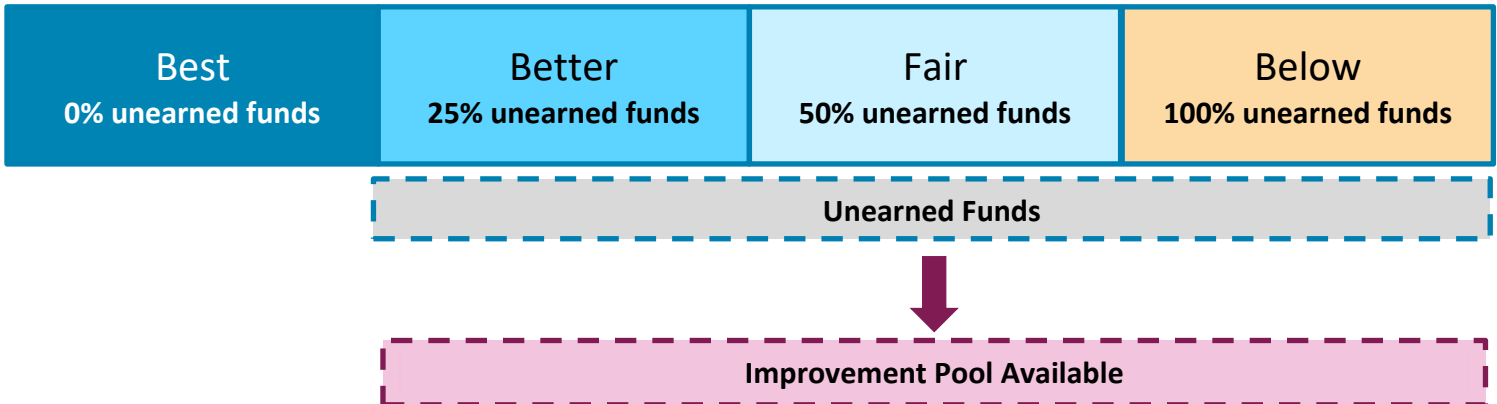 Best
0% unearned funds
Better
25% unearned funds
Fair
50% unearned funds
Below
100% unearned funds
Unearned Funds
Improvement Pool Available